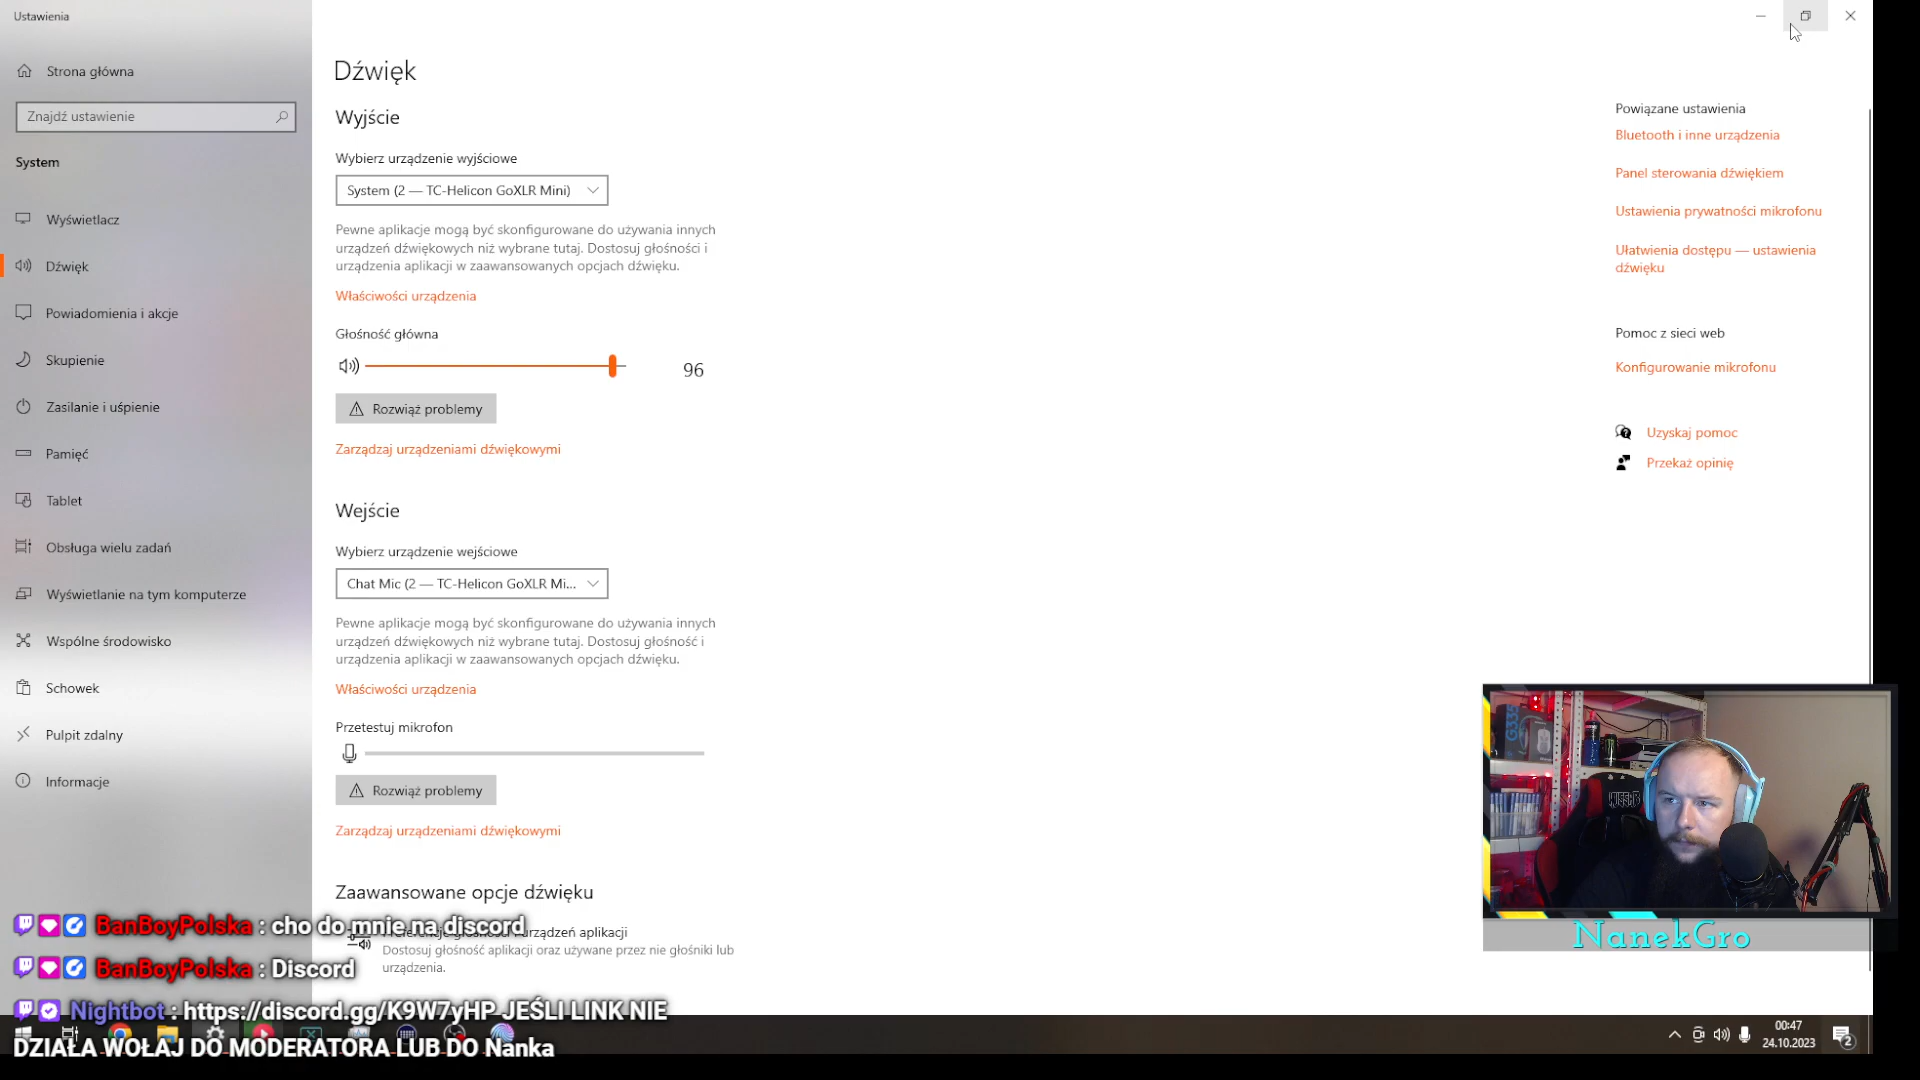 Ustawienia
Strona główna
Znajdź ustawienie
System
Wyświetlacz
Dźwięk
Powiadomienia i akcje
Skupienie
Zasilanie i uśpienie
Pamięć
Tablet
Obsługa wielu zadań
Wyświetlanie na tym komputerze
Wspólne środowisko
Schowek
Pulpit zdalny
Informacje
Dźwięk
Wyjście
Wybierz urządzenie wyjściowe
System (2 — TC-Helicon GoXLR Mini)
Pewne aplikacje mogą być skonfigurowane do używania innych
urządzeń dźwiękowych niż wybrane tutaj. Dostosuj głośności i
urządzenia aplikacji w zaawansowanych opcjach dźwięku.
Właściwości urządzenia
Głośność główna
96
Rozwiąż problemy
Zarządzaj urządzeniami dźwiękowymi
Wejście
Wybierz urządzenie wejściowe
Chat Mic (2 — TC-Helicon GoXLR Mi...
Pewne aplikacje mogą być skonfigurowane do używania innych
urządzeń dźwiękowych niż wybrane tutaj. Dostosuj głośność i
urządzenia aplikacji w zaawansowanych opcjach dźwięku.
Właściwości urządzenia
Przetestuj mikrofon
Rozwiąż problemy
Zarządzaj urządzeniami dźwiękowymi
Zaawansowane opcje dźwięku
urządzeń aplikacji
Dostosuj głośność aplikacji oraz używane przez nie głośniki lub
urządzenia.
Powiązane ustawienia
Bluetooth i inne urządzenia
Panel sterowania dźwiękiem
Ustawienia prywatności mikrofonu
Ułatwienia dostępu — ustawienia
dźwięku
Pomoc z sieci web
Konfigurowanie mikrofonu
Uzyskaj pomoc
Przekaż opinię
NanekGro
BanBoyPolska : cho do mnie na discord
BanBoyPolska : Discord
Nightbot : https://discord.gg/K9W7yHP JEŚLI LINK NIE
DZIAŁA WOŁAJ DO MODERATORA LUB DO Nanka
00:47
24.10.2023
2